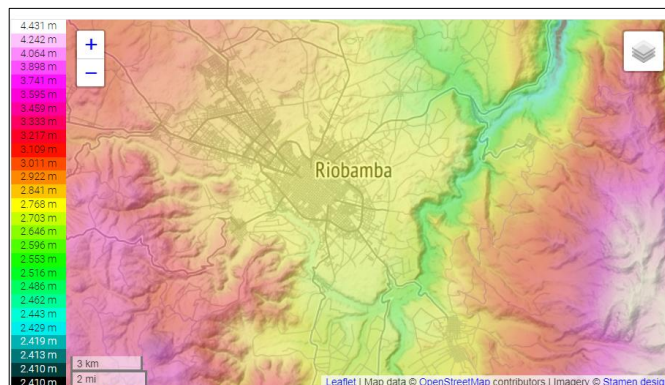 4.431 m
4.242 m
4.064 m
3.898 m
3.741 m
3.595 m
3.459 m
3.333 m
3.217 m
3.109 m
3.011 m
2.922 m
2.841 m
2.768 m
2.703 m
2.646 m
2.596 m
2.553 m
2.516 m
2.486 m
2.462 m
2.443 m
2.429 m
2.419 m
2.413 m
2.410 m
2.410 m
+
−
Riobamba
3 km
2 mi
Leaflet | Map data © OpenStreetMap contributors | Imagery © Stamen design